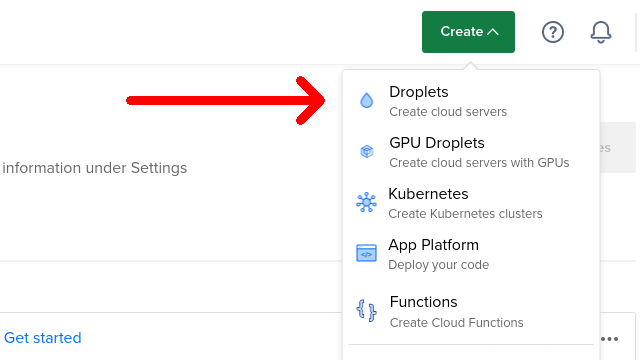 Create
Droplets
Create cloud servers
GPU Droplets
Create cloud servers with GPUs
information under Settings
Kubernetes
Create Kubernetes clusters
App Platform
Deploy your code
</>
Functions
Create Cloud Functions
Get started